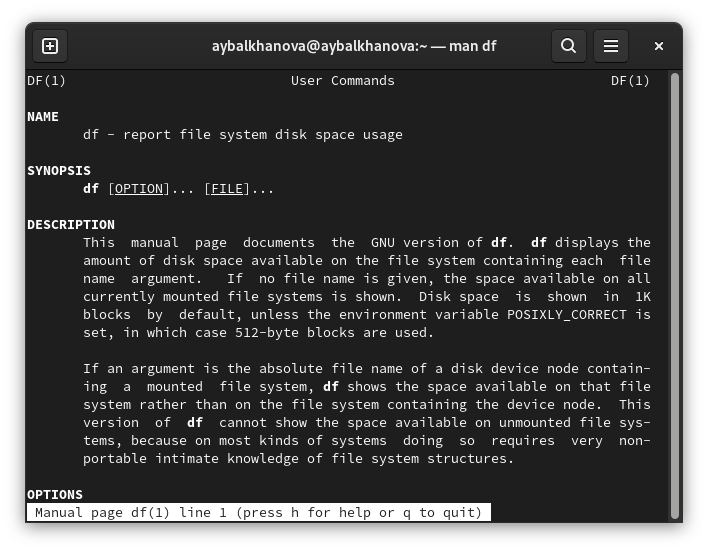 aybalkhanova@aybalkhanova:~ — man df
DF(1) User Commands DF(1)
NAME
df - report file system disk space usage
SYNOPSIS
df [OPTION]... [FILE]...
DESCRIPTION
This manual page documents the GNU version of df. df displays the
amount of disk space available on the file system containing each file
name argument. If no file name is given, the space available on all
currently mounted file systems is shown. Disk space is shown in 1K
blocks by default, unless the environment variable POSIXLY_CORRECT is
set, in which case 512-byte blocks are used.
If an argument is the absolute file name of a disk device node contain-
ing a mounted file system, df shows the space available on that file
system rather than on the file system containing the device node. This
version of df cannot show the space available on unmounted file sys-
tems, because on most kinds of systems doing so requires very non-
portable intimate knowledge of file system structures.
OPTIONS
Manual page df(1) line 1 (press h for help or q to quit)